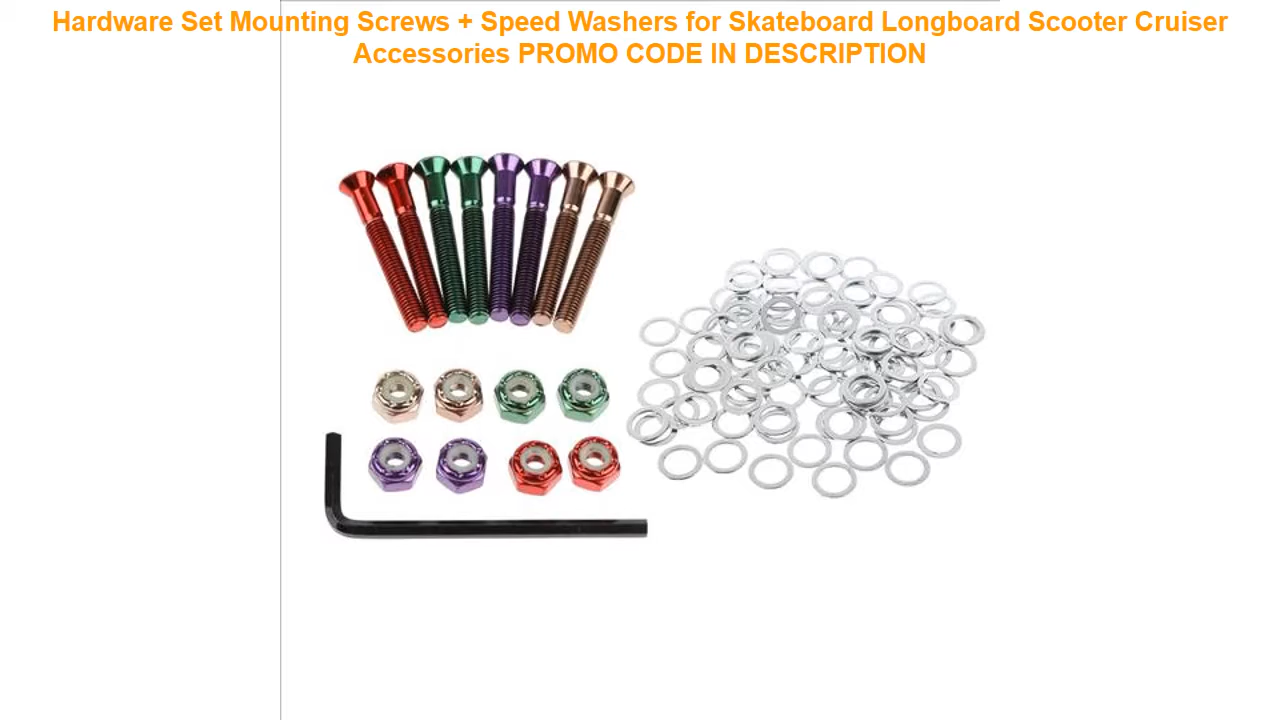 Hardware Set Mounting Screws + Speed Washers for Skateboard Longboard Scooter Cruiser
Accessories PROMO CODE IN DESCRIPTION